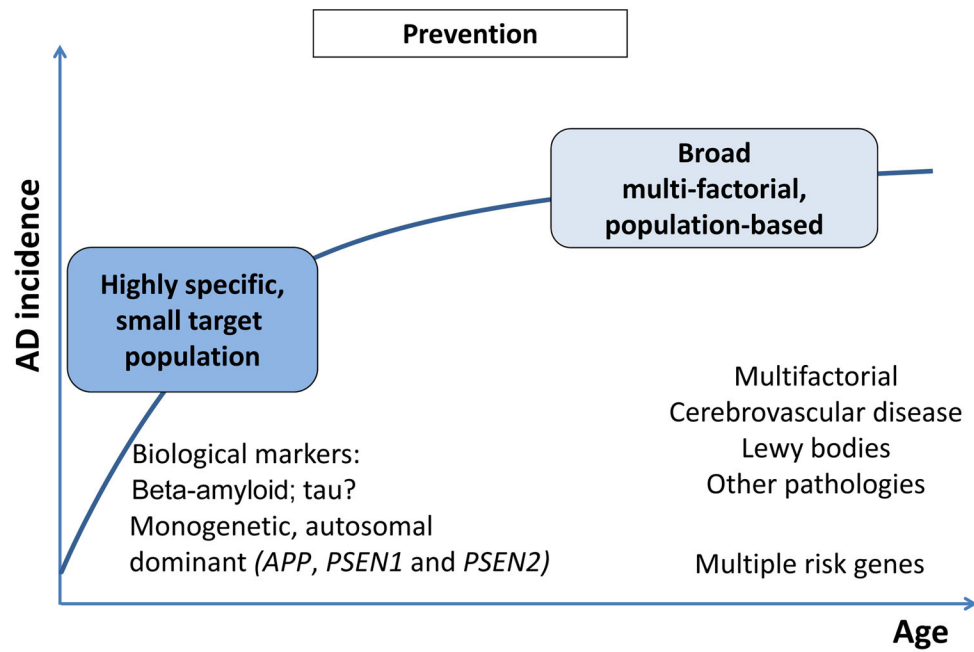 Prevention
Broad
multi-factorial,
population-based
Highly specific,
small target
population
AD incidence
Multifactorial
Cerebrovascular disease
Lewy bodies
Other pathologies
Multiple risk genes
Biological markers:
Beta-amyloid; tau?
Monogenetic, autosomal
dominant (APP, PSEN1 and PSEN2)
Age